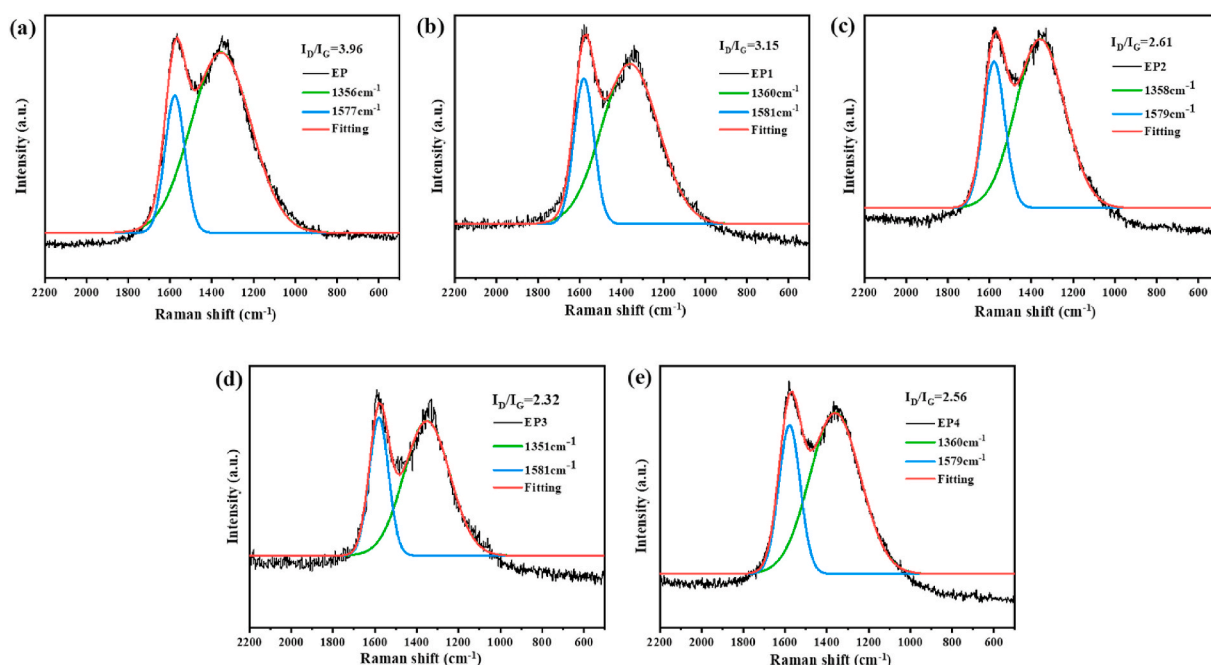 (a)
I_D/I_G=3.96
EP
1356cm⁻¹
1577cm⁻¹
Fitting
Intensity (a.u.)
2200 2000 1800 1600 1400 1200 1000 800 600
Raman shift (cm⁻¹)
(b)
I_D/I_G=3.15
EP1
1360cm⁻¹
1581cm⁻¹
Fitting
Intensity (a.u.)
2200 2000 1800 1600 1400 1200 1000 800 600
Raman shift (cm⁻¹)
(c)
I_D/I_G=2.61
EP2
1358cm⁻¹
1579cm⁻¹
Fitting
Intensity (a.u.)
2200 2000 1800 1600 1400 1200 1000 800 600
Raman shift (cm⁻¹)
(d)
I_D/I_G=2.32
EP3
1351cm⁻¹
1581cm⁻¹
Fitting
Intensity (a.u.)
2200 2000 1800 1600 1400 1200 1000 800 600
Raman shift (cm⁻¹)
(e)
I_D/I_G=2.56
EP4
1360cm⁻¹
1579cm⁻¹
Fitting
Intensity (a.u.)
2200 2000 1800 1600 1400 1200 1000 800 600
Raman shift (cm⁻¹)